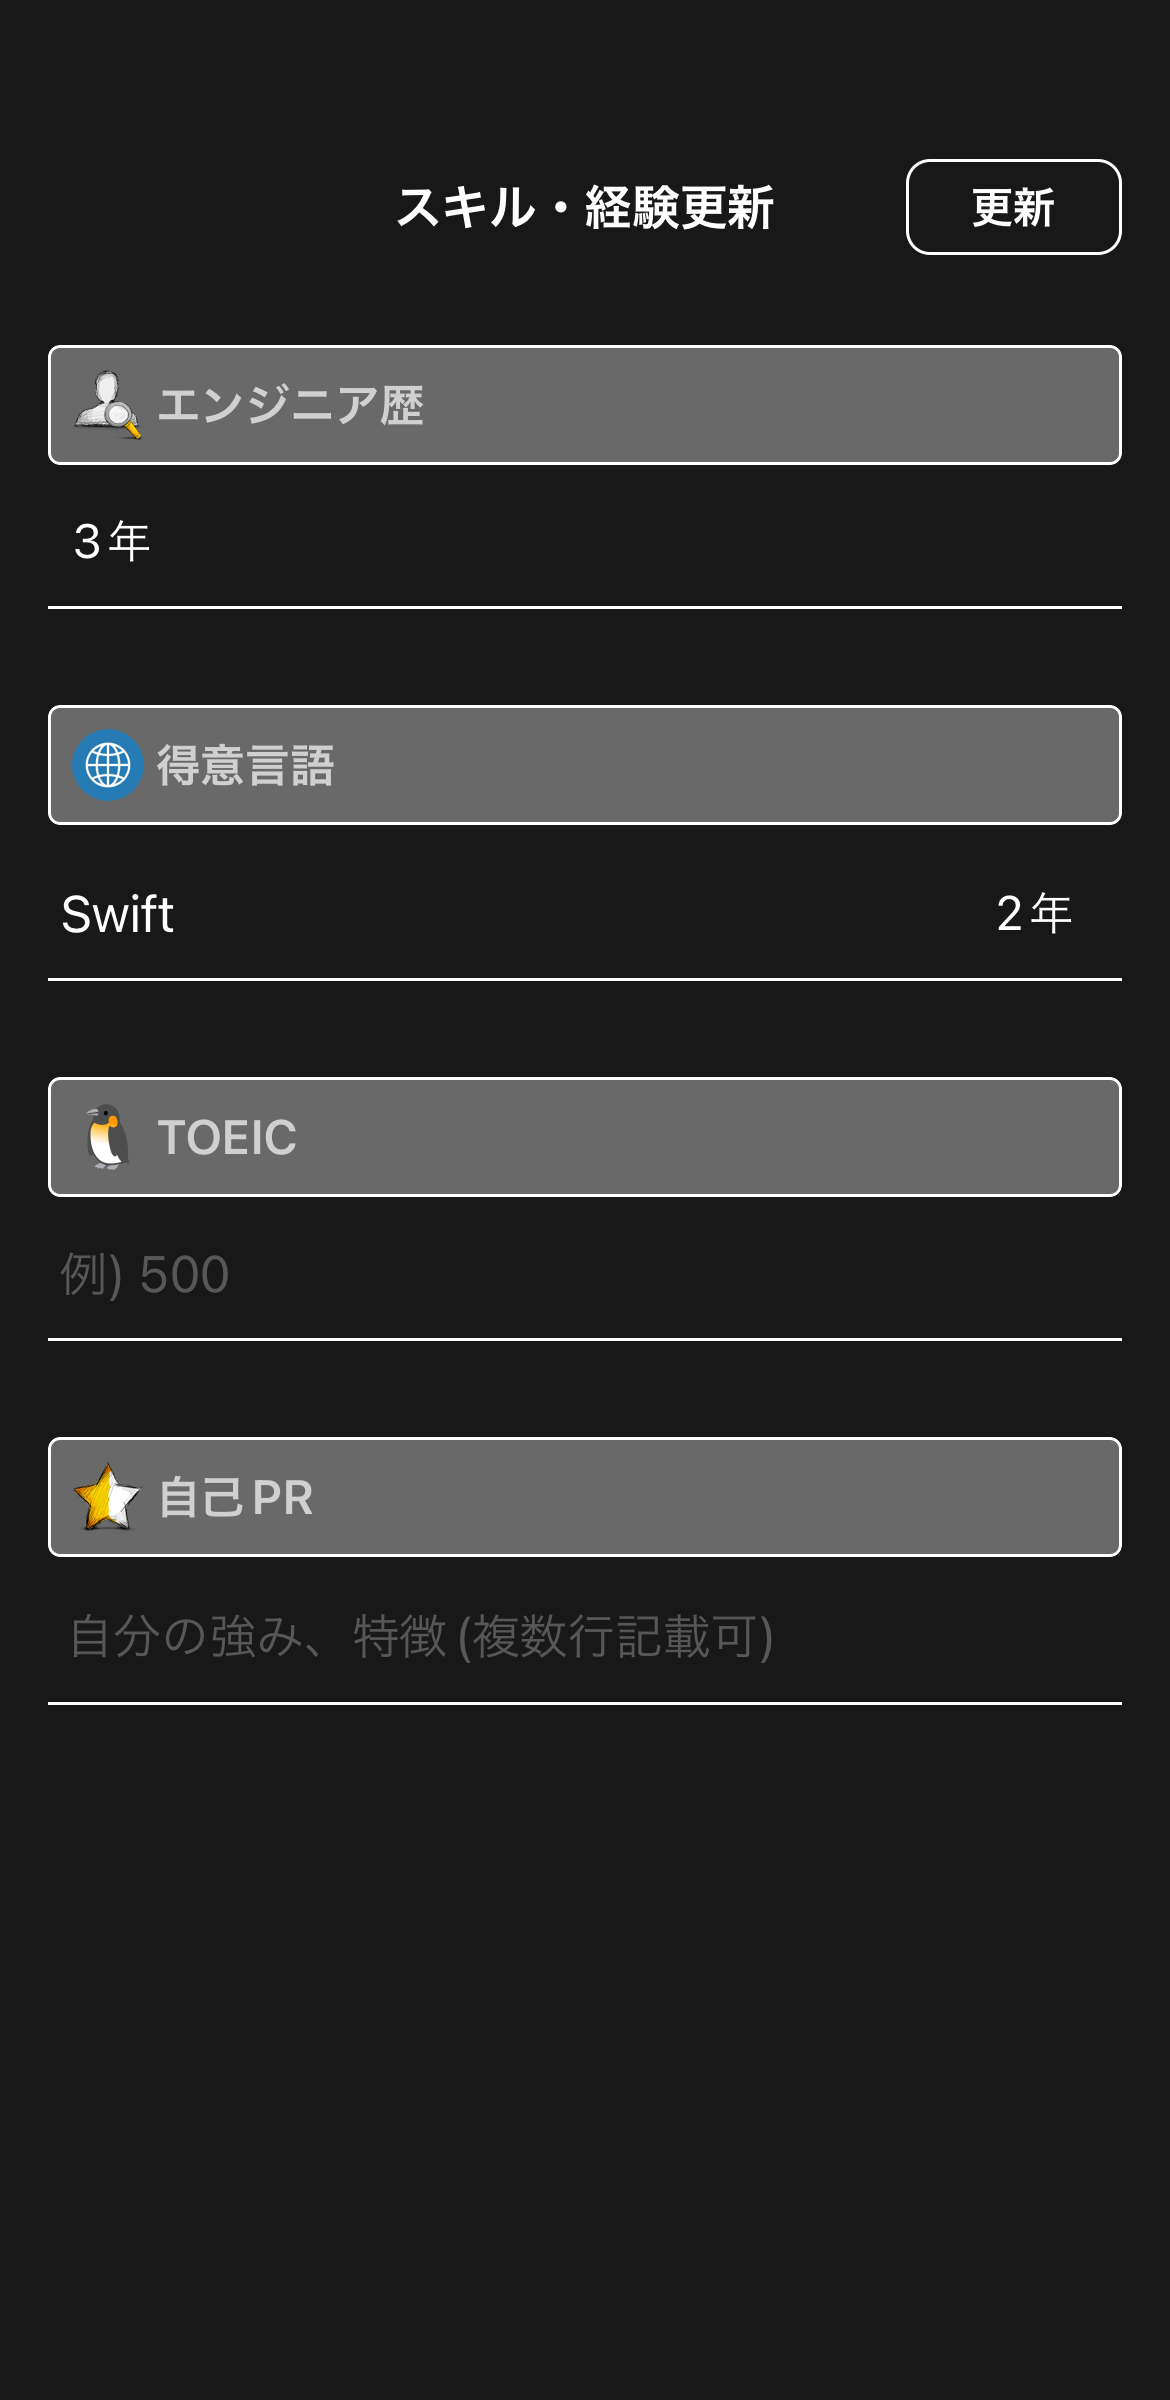 スキル・経験更新
更新
エンジニア歴
3年
得意言語
Swift 2年
TOEIC
例) 500
自己PR
自分の強み、特徴(複数行記載可)